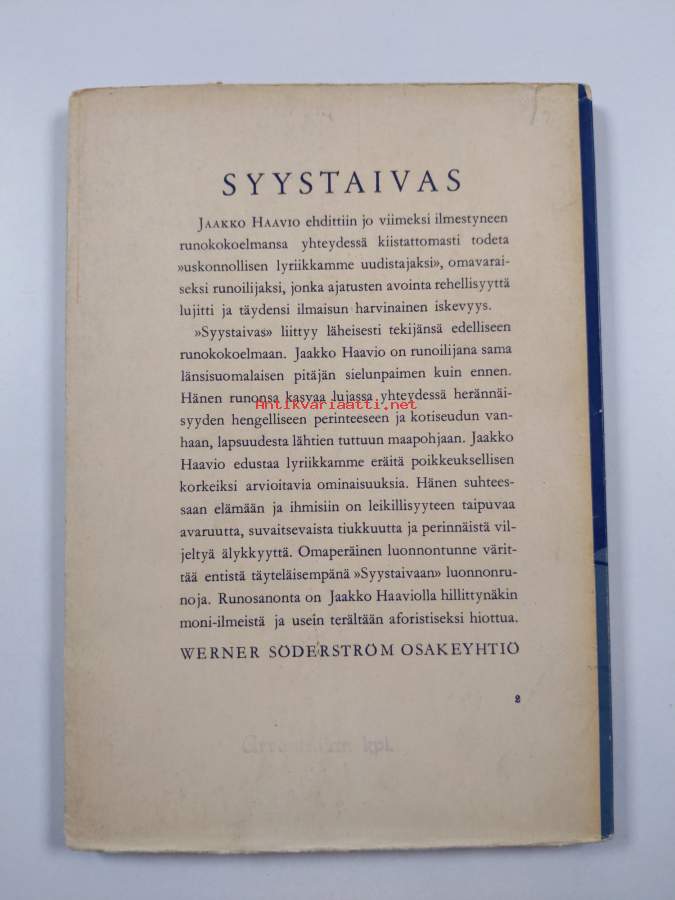 SYYSTAIVAS
JAAKKO HAAVIO ehdittiin jo viimeksi ilmestyneen
runokokoelmansa yhteydessä kiistattomasti todeta
»uskonnollisen lyriikkamme uudistajaksi», omavarai-
seksi runoilijaksi, jonka ajatusten avointa rehellisyyttä
lujitti ja täydensi ilmaisun harvinainen iskevyys.
»Syystaivas» liittyy läheisesti tekijänsä edelliseen
runokokoelmaan. Jaakko Haavio on runoilijana sama
länsisuomalaisen pitäjän sielunpaimen kuin ennen.
Hänen runonsa kasvaa lujassa yhteydessä herännäi-
Antikvariaatti.net
syyden hengelliseen perinteeseen ja kotiseudun van-
haan, lapsuudesta lähtien tuttuun maapohjaan. Jaakko
Haavio edustaa lyriikkamme eräitä poikkeuksellisen
korkeiksi arvioitavia ominaisuuksia. Hänen suhtees-
saan elämään ja ihmisiin on leikillisyyteen taipuvaa
avaruutta, suvaitsevaista tiukkuutta ja perinnäistä vil-
jeltyä älykkyyttä. Omaperäinen luonnontunne värit-
tää entistä täyteläisempänä »Syystaivaan» luonnonru-
noja. Runosanonta on Jaakko Haaviolla hillittynäkin
moni-ilmeistä ja usein terältään aforistiseksi hiottua.
WERNER SÖDERSTRÖM OSAKEYHTIÖ
2
kpl.